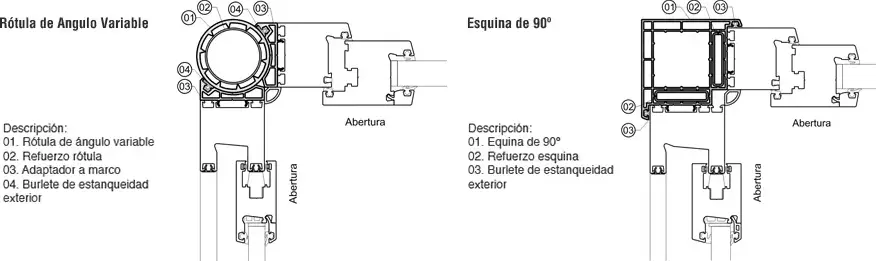 Rótula de Angulo Variable
01 02 04 03
04
03
Abertura
Abertura
Descripción:
01. Rótula de ángulo variable
02. Refuerzo rótula
03. Adaptador a marco
04. Burlete de estanqueidad
exterior
Esquina de 90º
01 02 03
02
03
Abertura
Abertura
Descripción:
01. Equina de 90º
02. Refuerzo esquina
03. Burlete de estanqueidad
exterior